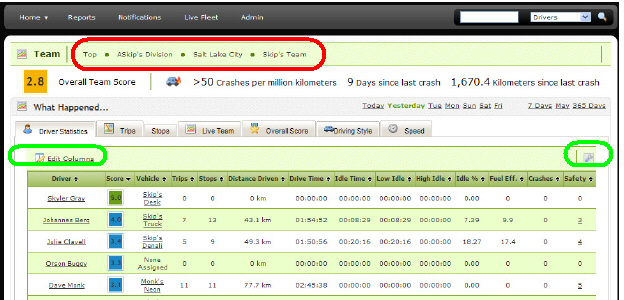 Home Reports Notifications Live Fleet Admin Drivers
Team Top ASkip's Division Salt Lake City Skip's Team
2.8 Overall Team Score >50 Crashes per million kilometers 9 Days since last crash 1,670.4 Kilometers since last crash
What Happened... Today Yesterday Tue Mon Sun Sat Fri 7 Days May 365 Days
Driver Statistics Trips Stops Live Team Overall Score Driving Style Speed
Edit Columns
Driver Score Vehicle Trips Stops Distance Driven Drive Time Idle Time Low Idle High Idle Idle % Fuel Eff. Crashes Safety
Skyler Gray 5.0 Skip's Desk 0 0 0 km 00:00:00 00:00:00 00:00:00 00:00:00 0.00 0 0 0
Johannes Berg 4.0 Skip's Truck 7 13 43.1 km 01:54:52 00:08:29 00:08:29 00:00:00 7.39 9.9 0 3
Julie Clavell Skip's Denali 5 9 49.3 km 01:50:56 00:20:16 00:20:16 00:00:00 18.27 17.4 0 4
Orson Buggy None Assigned 0 0 0 km 00:00:00 00:00:00 00:00:00 00:00:00 0.00 0 0 0
Dave Monk Monk's Neon 11 11 77.7 km 02:45:38 00:00:00 00:00:00 00:00:00 0.00 0 0 5